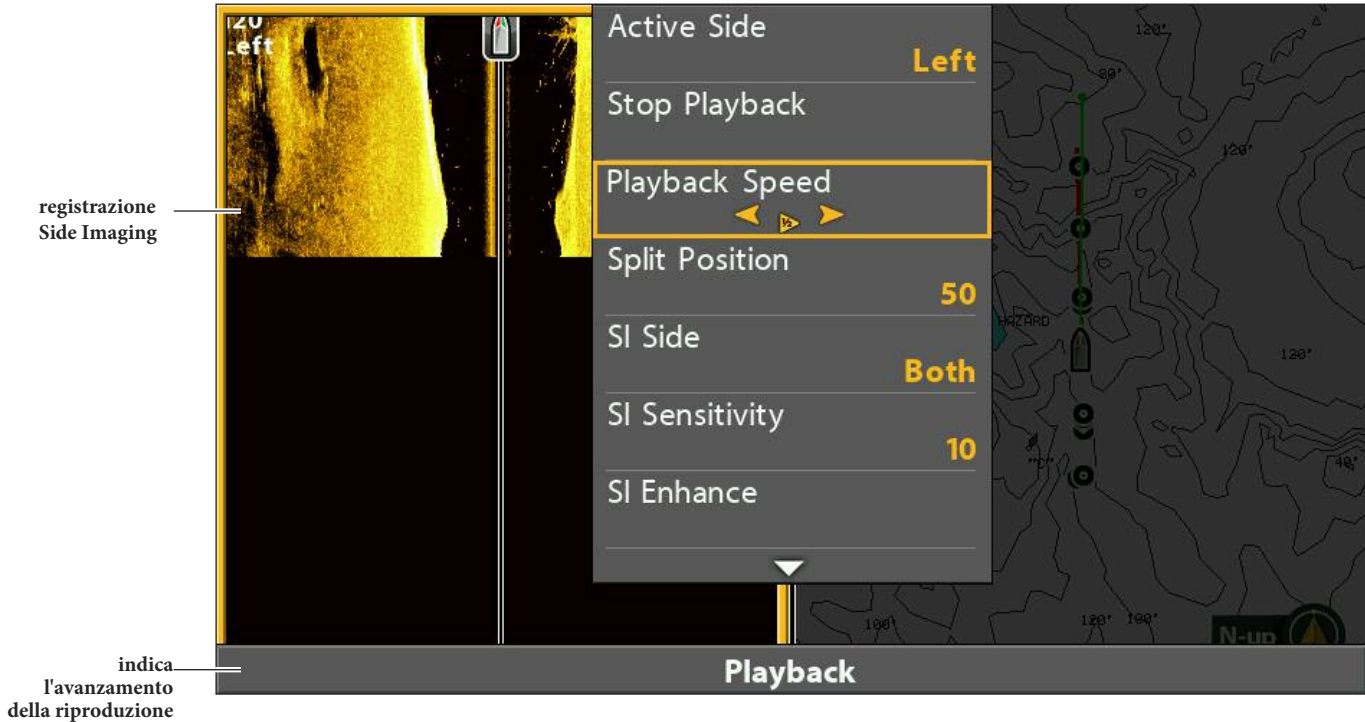 registrazione
Side Imaging
indica
l'avanzamento
della riproduzione
120
Left
Active Side
Left
Stop Playback
Playback Speed
½
Split Position
50
SI Side
Both
SI Sensitivity
10
SI Enhance
120'
80'
120'
HAZARD
120'
"C"
40'
100'
120'
100'
N-up
Playback